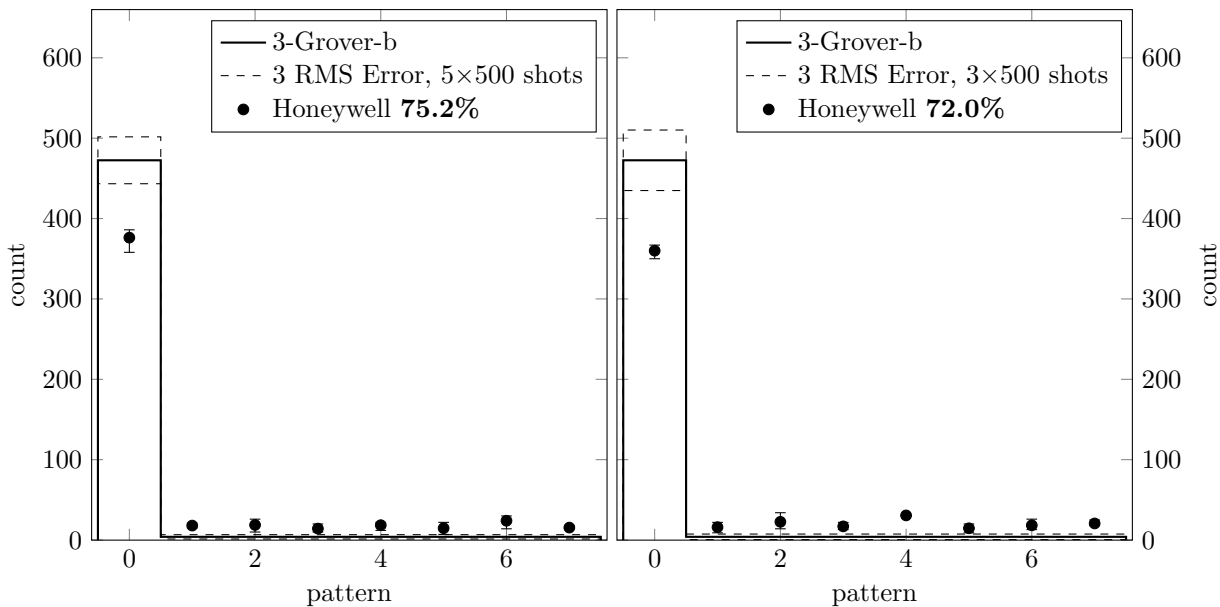 3-Grover-b
3 RMS Error, 5×500 shots
Honeywell 75.2%
600
500
400
300
200
100
0
count
0 2 4 6
pattern
3-Grover-b
3 RMS Error, 3×500 shots
Honeywell 72.0%
600
500
400
300
200
100
0
count
0 2 4 6
pattern